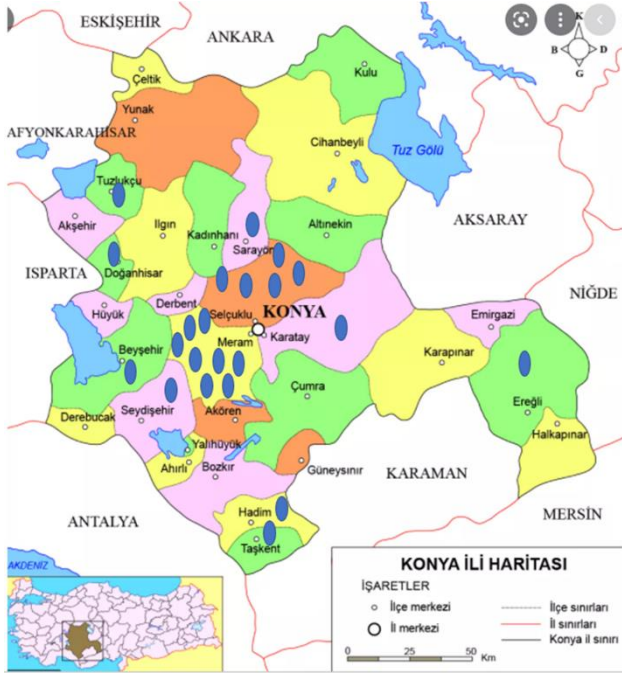 ESKİŞEHİR
ANKARA
K
B D
G
Çeltik
Kulu
Yunak
AFYONKARAHİSAR
Cihanbeyli
Tuz Gölü
Tuzlukçu
Akşehir
Ilgın
Kadınhanı
Sarayön
Altınekin
AKSARAY
ISPARTA
Doğanhisar
NİĞDE
Hüyük
Derbent
Selçuklu
KONYA
Emirgazi
Meram
Karatay
Beyşehir
Karapınar
Çumra
Ereğli
Derebucak
Seydişehir
Akören
Halkapınar
Yalıhüyük
Ahırlı
Bozkır
Güneysınır
KARAMAN
MERSİN
ANTALYA
Hadim
Taşkent
AKDENİZ
KONYA İLİ HARİTASI
İŞARETLER
İlçe merkezi
İl merkezi
İlçe sınırları
İl sınırları
Konya il sınırı
0 25 50
Km